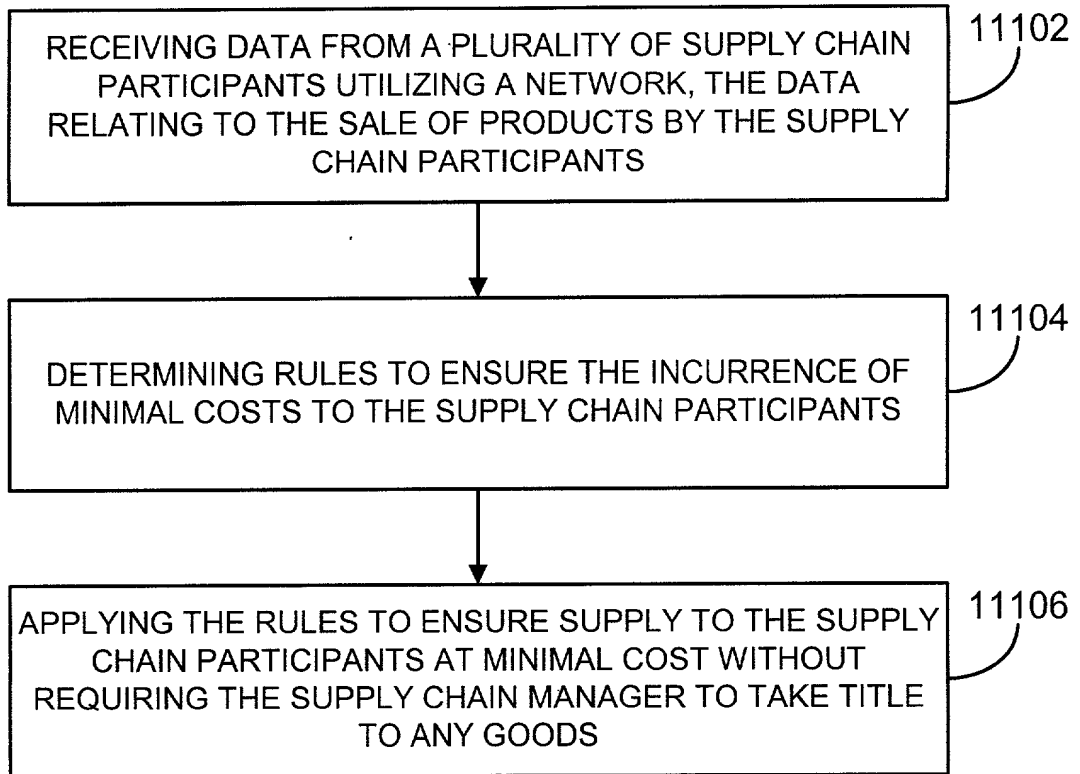 RECEIVING DATA FROM A PLURALITY OF SUPPLY CHAIN
PARTICIPANTS UTILIZING A NETWORK, THE DATA
RELATING TO THE SALE OF PRODUCTS BY THE SUPPLY
CHAIN PARTICIPANTS
11102
DETERMINING RULES TO ENSURE THE INCURRENCE OF
MINIMAL COSTS TO THE SUPPLY CHAIN PARTICIPANTS
11104
APPLYING THE RULES TO ENSURE SUPPLY TO THE SUPPLY
CHAIN PARTICIPANTS AT MINIMAL COST WITHOUT
REQUIRING THE SUPPLY CHAIN MANAGER TO TAKE TITLE
TO ANY GOODS
11106